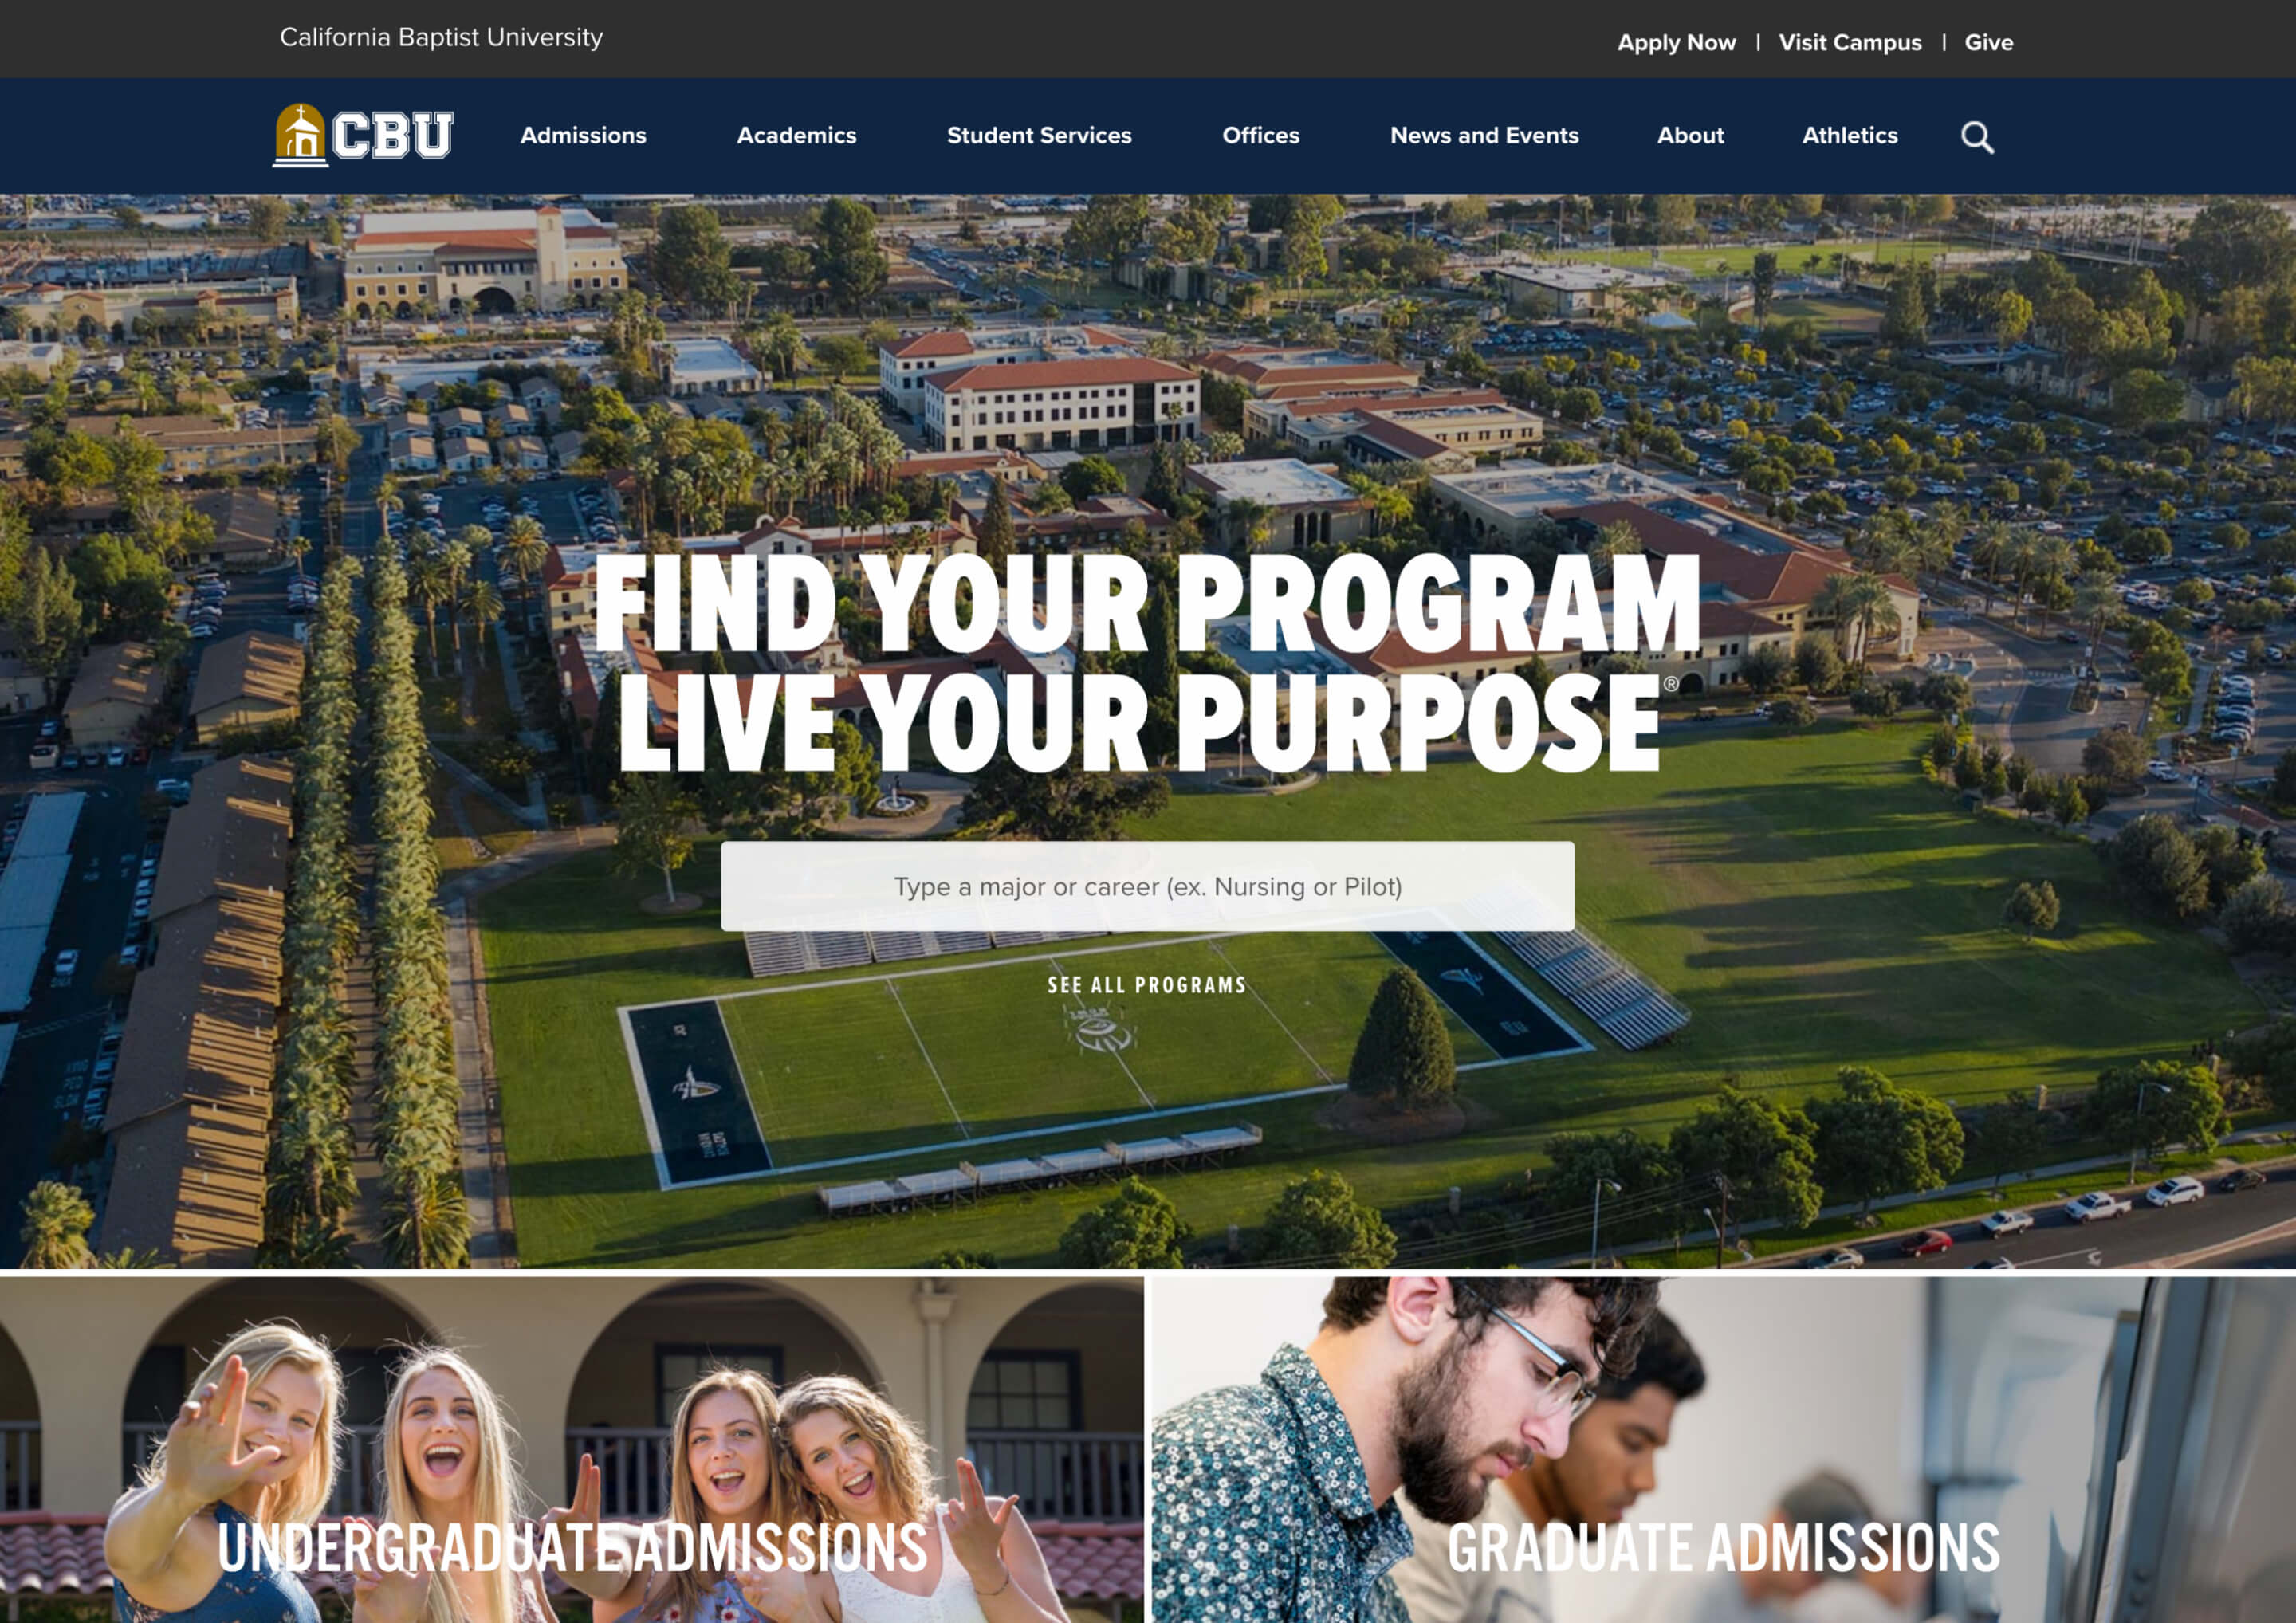 California Baptist University
Apply Now | Visit Campus | Give
CBU
Admissions
Academics
Student Services
Offices
News and Events
About
Athletics
FIND YOUR PROGRAM
LIVE YOUR PURPOSE®
Type a major or career (ex. Nursing or Pilot)
SEE ALL PROGRAMS
UNDERGRADUATE ADMISSIONS
GRADUATE ADMISSIONS